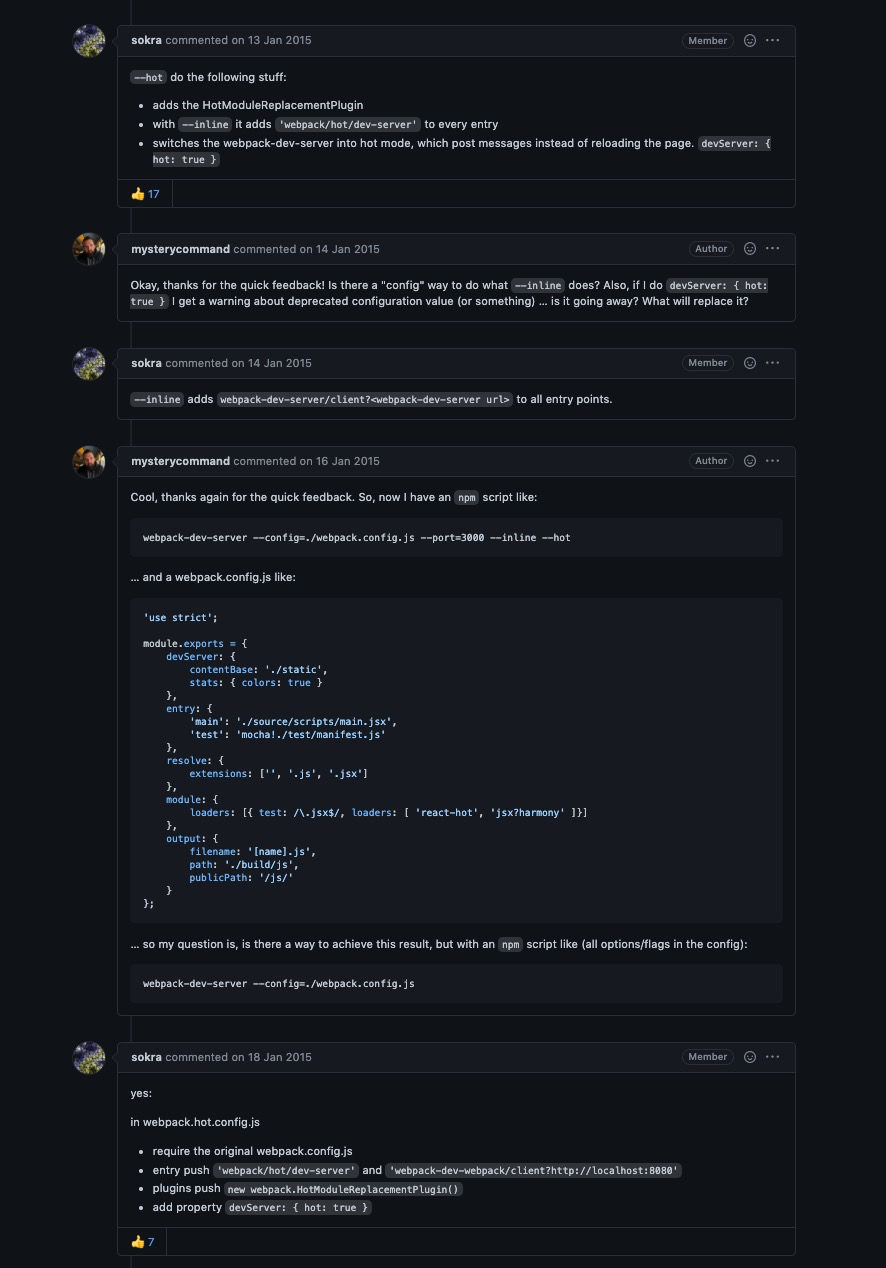 sokra commented on 13 Jan 2015 Member
--hot do the following stuff:
• adds the HotModuleReplacementPlugin
• with --inline it adds 'webpack/hot/dev-server' to every entry
• switches the webpack-dev-server into hot mode, which post messages instead of reloading the page. devServer: {
hot: true }
👍 17
mysterycommand commented on 14 Jan 2015 Author
Okay, thanks for the quick feedback! Is there a "config" way to do what --inline does? Also, if I do devServer: { hot:
true } I get a warning about deprecated configuration value (or something) … is it going away? What will replace it?
sokra commented on 14 Jan 2015 Member
--inline adds webpack-dev-server/client?<webpack-dev-server url> to all entry points.
mysterycommand commented on 16 Jan 2015 Author
Cool, thanks again for the quick feedback. So, now I have an npm script like:
webpack-dev-server --config=./webpack.config.js --port=3000 --inline --hot
… and a webpack.config.js like:
'use strict';
module.exports = {
    devServer: {
        contentBase: './static',
        stats: { colors: true }
    },
    entry: {
        'main': './source/scripts/main.jsx',
        'test': 'mocha!./test/manifest.js'
    },
    resolve: {
        extensions: ['', '.js', '.jsx']
    },
    module: {
        loaders: [{ test: /\.jsx$/, loaders: [ 'react-hot', 'jsx?harmony' ]}]
    },
    output: {
        filename: '[name].js',
        path: './build/js',
        publicPath: '/js/'
    }
};
… so my question is, is there a way to achieve this result, but with an npm script like (all options/flags in the config):
webpack-dev-server --config=./webpack.config.js
sokra commented on 18 Jan 2015 Member
yes:
in webpack.hot.config.js
• require the original webpack.config.js
• entry push 'webpack/hot/dev-server' and 'webpack-dev-webpack/client?http://localhost:8080'
• plugins push new webpack.HotModuleReplacementPlugin()
• add property devServer: { hot: true }
👍 7